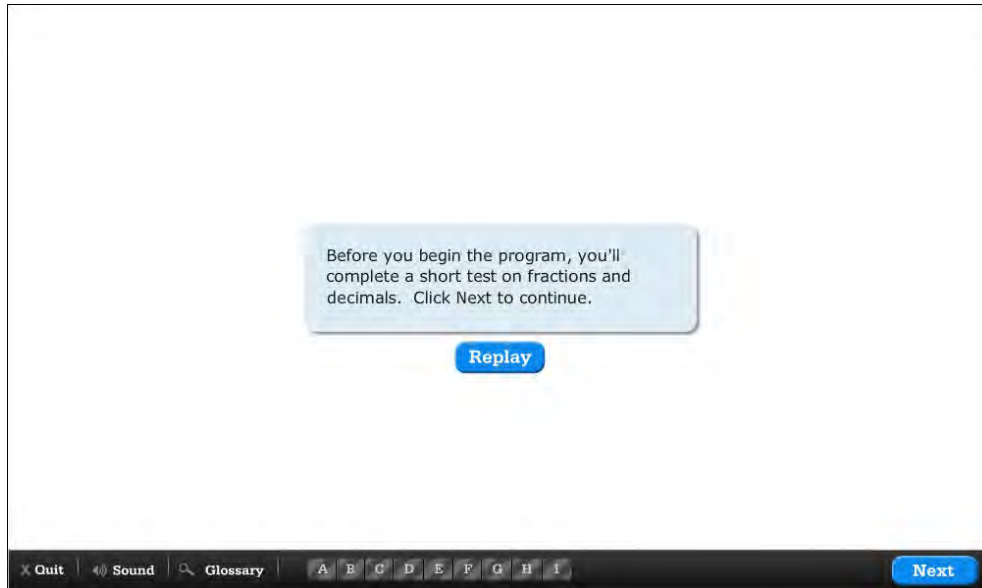 Before you begin the program, you'll
complete a short test on fractions and
decimals.  Click Next to continue.
Replay
X Quit Sound Glossary A B C D E F G H I Next